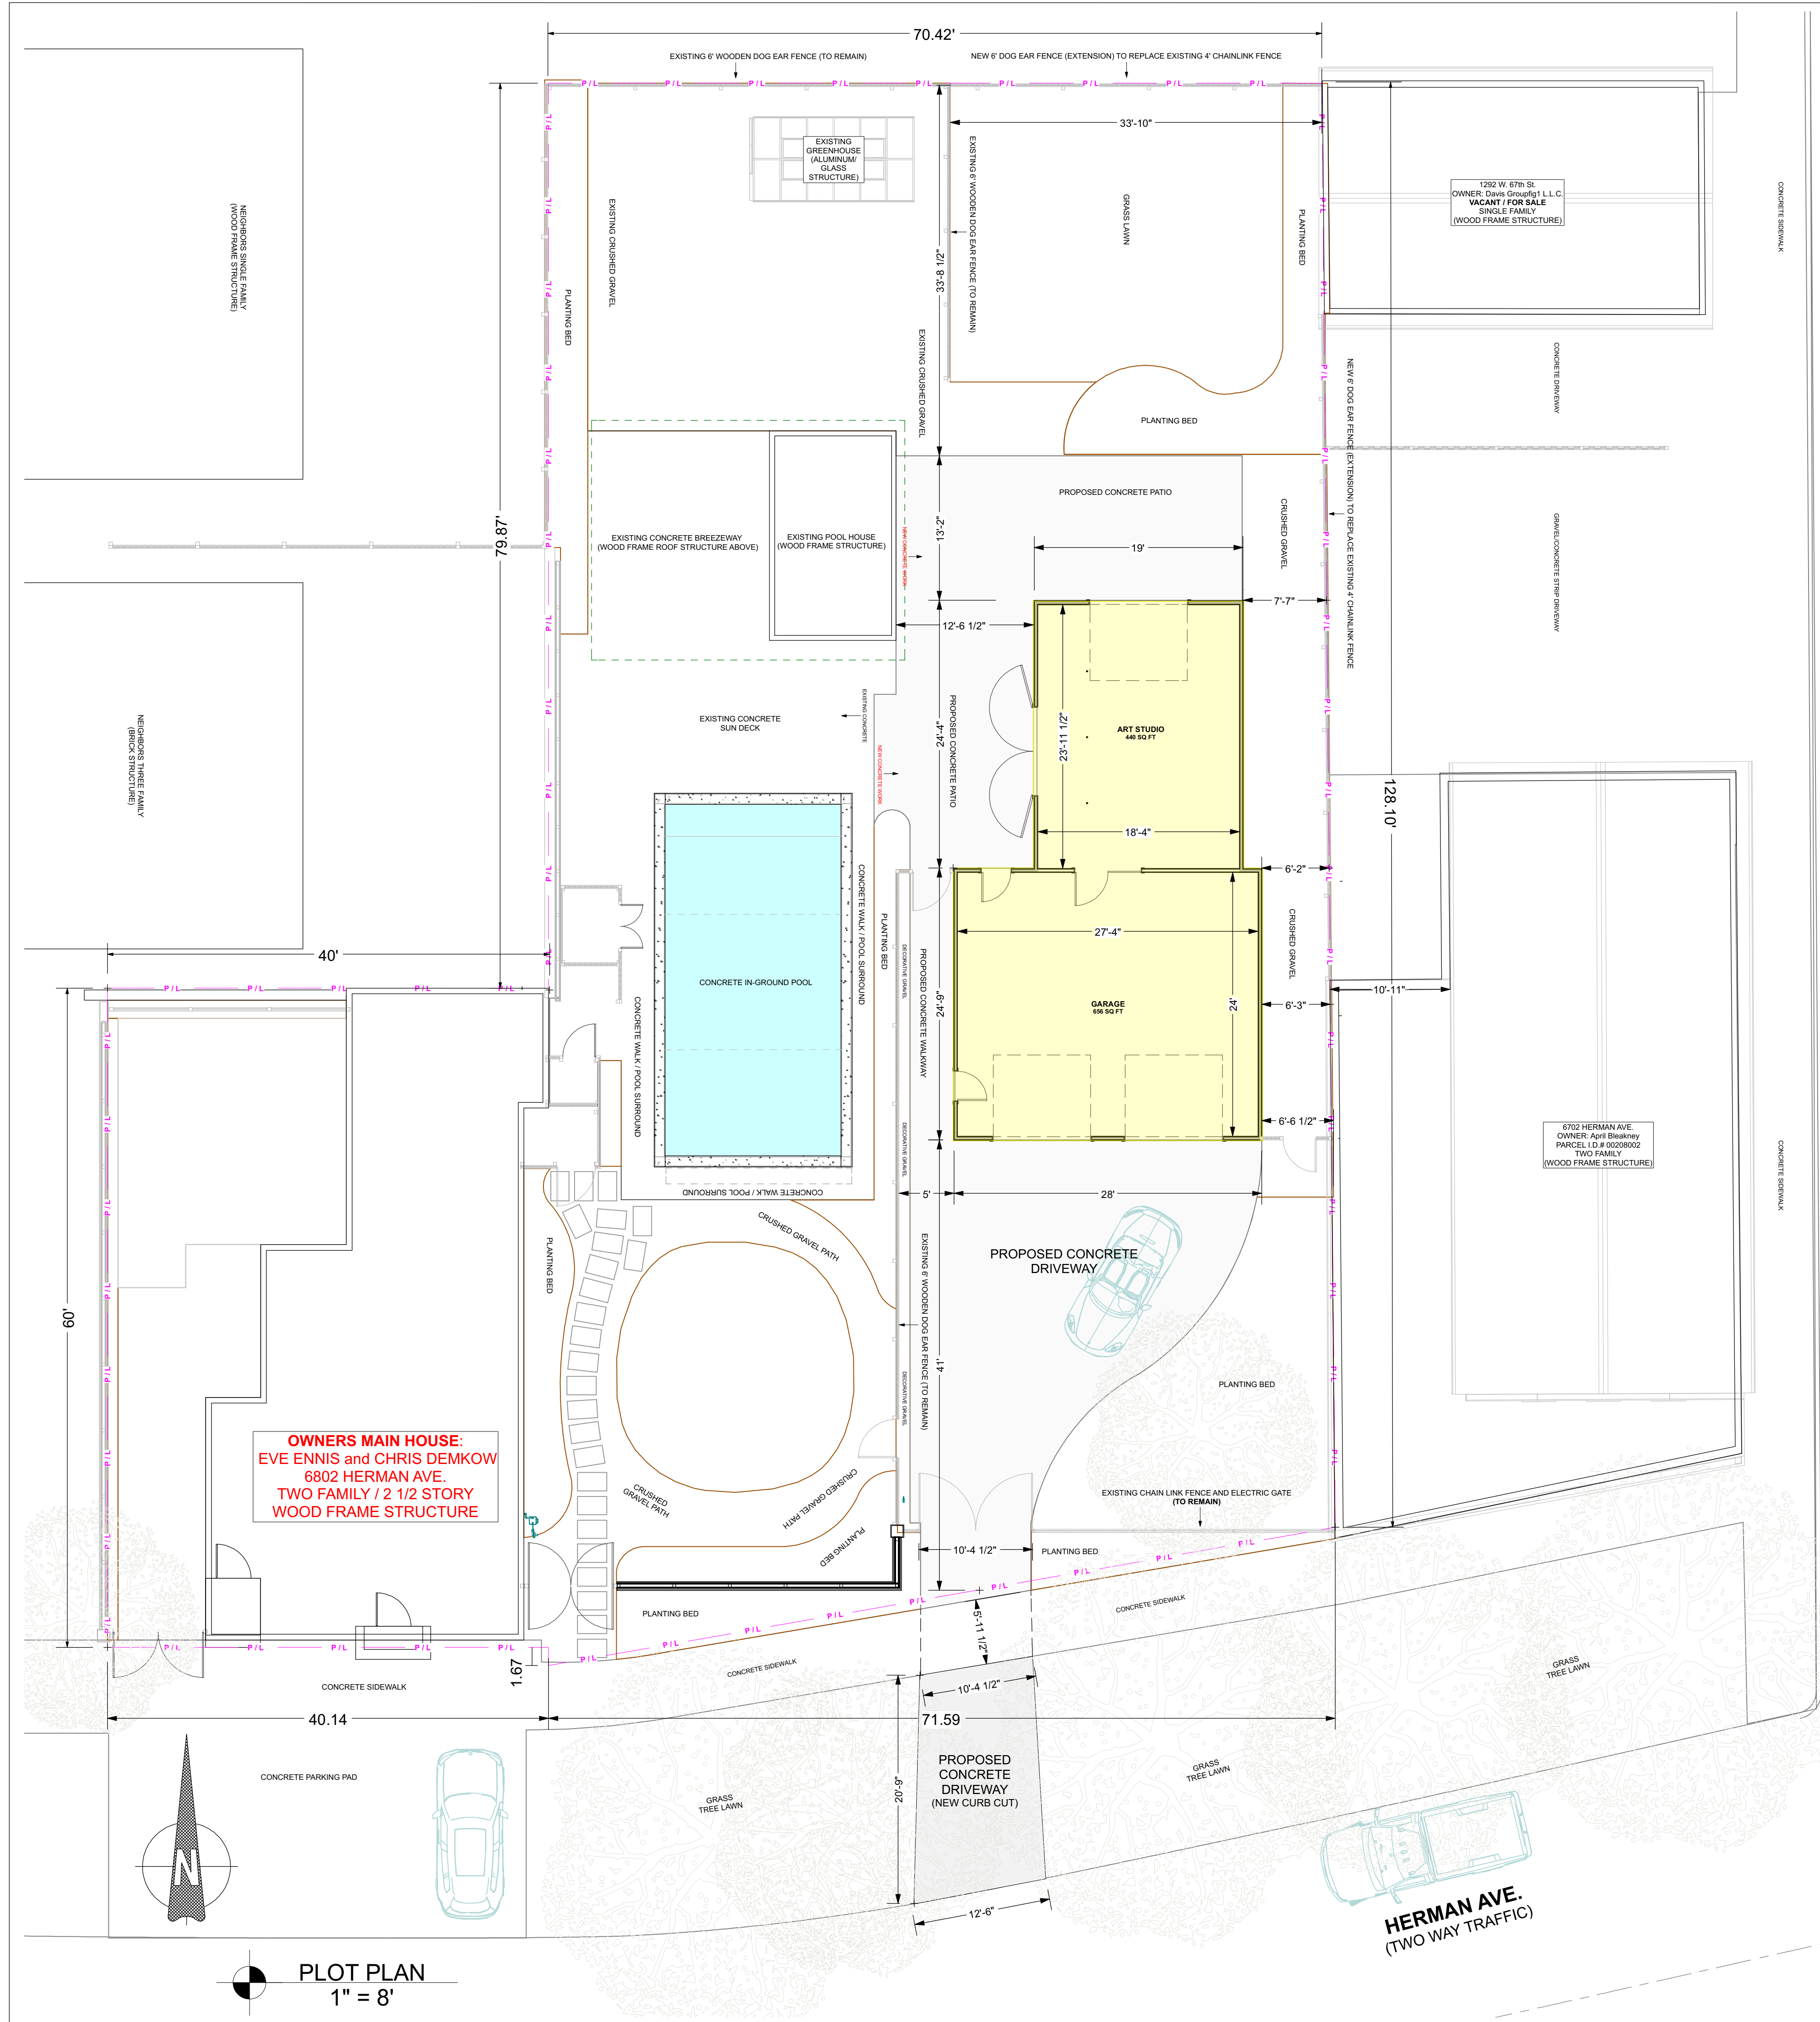 70.42'
EXISTING 6' WOODEN DOG EAR FENCE (TO REMAIN)
NEW 6' DOG EAR FENCE (EXTENSION) TO REPLACE EXISTING 4' CHAINLINK FENCE
P / L P / L P / L P / L P / L P / L P / L P / L P / L
33'-10"
EXISTING
GREENHOUSE
(ALUMINUM/
GLASS
STRUCTURE)
1292 W. 67th St.
OWNER: Davis Groupfig1 L.L.C.
VACANT / FOR SALE
SINGLE FAMILY
(WOOD FRAME STRUCTURE)
CONCRETE SIDEWALK
NEIGHBORS SINGLE FAMILY
(WOOD FRAME STRUCTURE)
EXISTING CRUSHED GRAVEL
PLANTING BED
33'-8 1/2"
EXISTING 6' WOODEN DOG EAR FENCE (TO REMAIN)
EXISTING CRUSHED GRAVEL
GRASS LAWN
PLANTING BED
PLANTING BED
CONCRETE DRIVEWAY
NEW 6' DOG EAR FENCE (EXTENSION) TO REPLACE EXISTING 4' CHAINLINK FENCE
GRAVEL/CONCRETE STRIP DRIVEWAY
79.87'
PROPOSED CONCRETE PATIO
CRUSHED GRAVEL
EXISTING CONCRETE BREEZEWAY
(WOOD FRAME ROOF STRUCTURE ABOVE)
EXISTING POOL HOUSE
(WOOD FRAME STRUCTURE)
NEW CONCRETE WORK
13'-2"
19'
7'-7"
12'-6 1/2"
NEIGHBORS THREE FAMILY
(BRICK STRUCTURE)
EXISTING CONCRETE
SUN DECK
EXISTING CONCRETE
NEW CONCRETE WORK
24'-4"
PROPOSED CONCRETE PATIO
23'-11 1/2"
ART STUDIO
440 SQ FT
18'-4"
128.10'
6'-2"
CONCRETE WALK / POOL SURROUND
PLANTING BED
DECORATIVE GRAVEL
PROPOSED CONCRETE WALKWAY
24'-9"
27'-4"
CRUSHED GRAVEL
40'
CONCRETE IN-GROUND POOL
P / L P / L P / L P / L P / L
10'-11"
GARAGE
656 SQ FT
24'
6'-3"
CONCRETE WALK / POOL SURROUND
DECORATIVE GRAVEL
6'-6 1/2"
6702 HERMAN AVE.
OWNER: April Bleakney
PARCEL I.D.# 00208002
TWO FAMILY
(WOOD FRAME STRUCTURE)
CONCRETE SIDEWALK
CONCRETE WALK / POOL SURROUND
5'
28'
CRUSHED GRAVEL PATH
PLANTING BED
EXISTING 6' WOODEN DOG EAR FENCE (TO REMAIN)
PROPOSED CONCRETE
DRIVEWAY
60'
41'
DECORATIVE GRAVEL
PLANTING BED
OWNERS MAIN HOUSE:
EVE ENNIS and CHRIS DEMKOW
6802 HERMAN AVE.
TWO FAMILY / 2 1/2 STORY
WOOD FRAME STRUCTURE
CRUSHED
GRAVEL PATH
CRUSHED GRAVEL PATH
PLANTING BED
EXISTING CHAIN LINK FENCE AND ELECTRIC GATE
(TO REMAIN)
10'-4 1/2"
PLANTING BED
PLANTING BED
CONCRETE SIDEWALK
5'-11 1/2"
P / L P / L P / L P / L P / L
P / L P / L P / L P / L P / L P / L P / L P / L
1.67
CONCRETE SIDEWALK
CONCRETE SIDEWALK
10'-4 1/2"
GRASS
TREE LAWN
40.14
71.59
CONCRETE PARKING PAD
GRASS
TREE LAWN
20'-9"
PROPOSED
CONCRETE
DRIVEWAY
(NEW CURB CUT)
GRASS
TREE LAWN
N
12'-6"
HERMAN AVE.
(TWO WAY TRAFFIC)
PLOT PLAN
1" = 8'